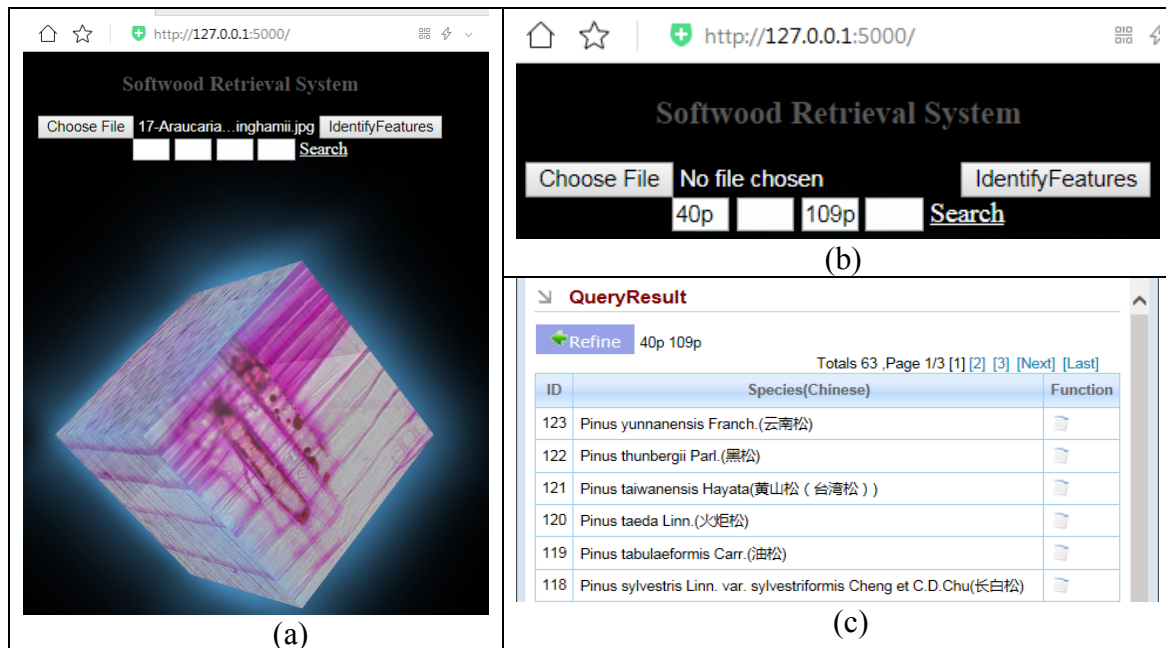 http://127.0.0.1:5000/
Softwood Retrieval System
Choose File 17-Araucaria...inghamii.jpg IdentifyFeatures
Search
(a)
http://127.0.0.1:5000/
Softwood Retrieval System
Choose File No file chosen IdentifyFeatures
40p 109p Search
(b)
QueryResult
Refine 40p 109p
Totals 63 ,Page 1/3 [1] [2] [3] [Next] [Last]
ID Species(Chinese) Function
123 Pinus yunnanensis Franch.(云南松)
122 Pinus thunbergii Parl.(黑松)
121 Pinus taiwanensis Hayata(黄山松（台湾松）)
120 Pinus taeda Linn.(火炬松)
119 Pinus tabulaeformis Carr.(油松)
118 Pinus sylvestris Linn. var. sylvestriformis Cheng et C.D.Chu(长白松)
(c)